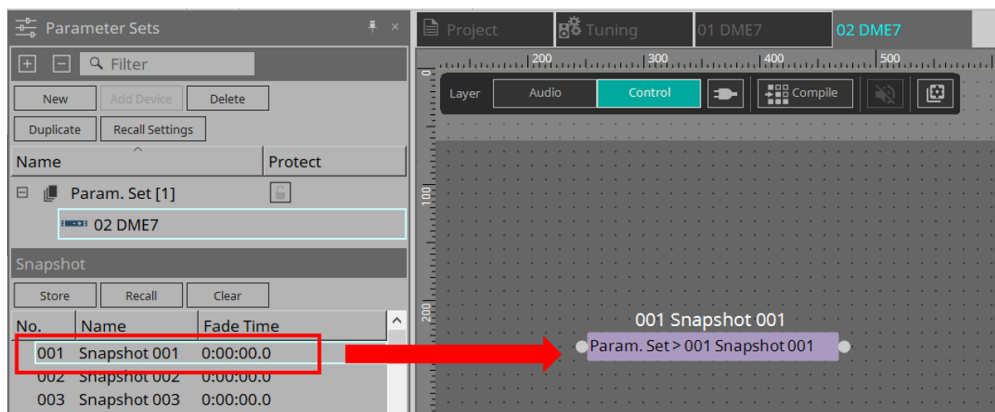 Parameter Sets
Filter
New Add Device Delete
Duplicate Recall Settings
Name Protect
Param. Set [1]
02 DME7
Snapshot
Store Recall Clear
No. Name Fade Time
001 Snapshot 001 0:00:00.0
002 Snapshot 002 0:00:00.0
003 Snapshot 003 0:00:00.0
Project Tuning 01 DME7 02 DME7
200 300 400 500
Layer Audio Control Compile
0
100
200
001 Snapshot 001
Param. Set > 001 Snapshot 001